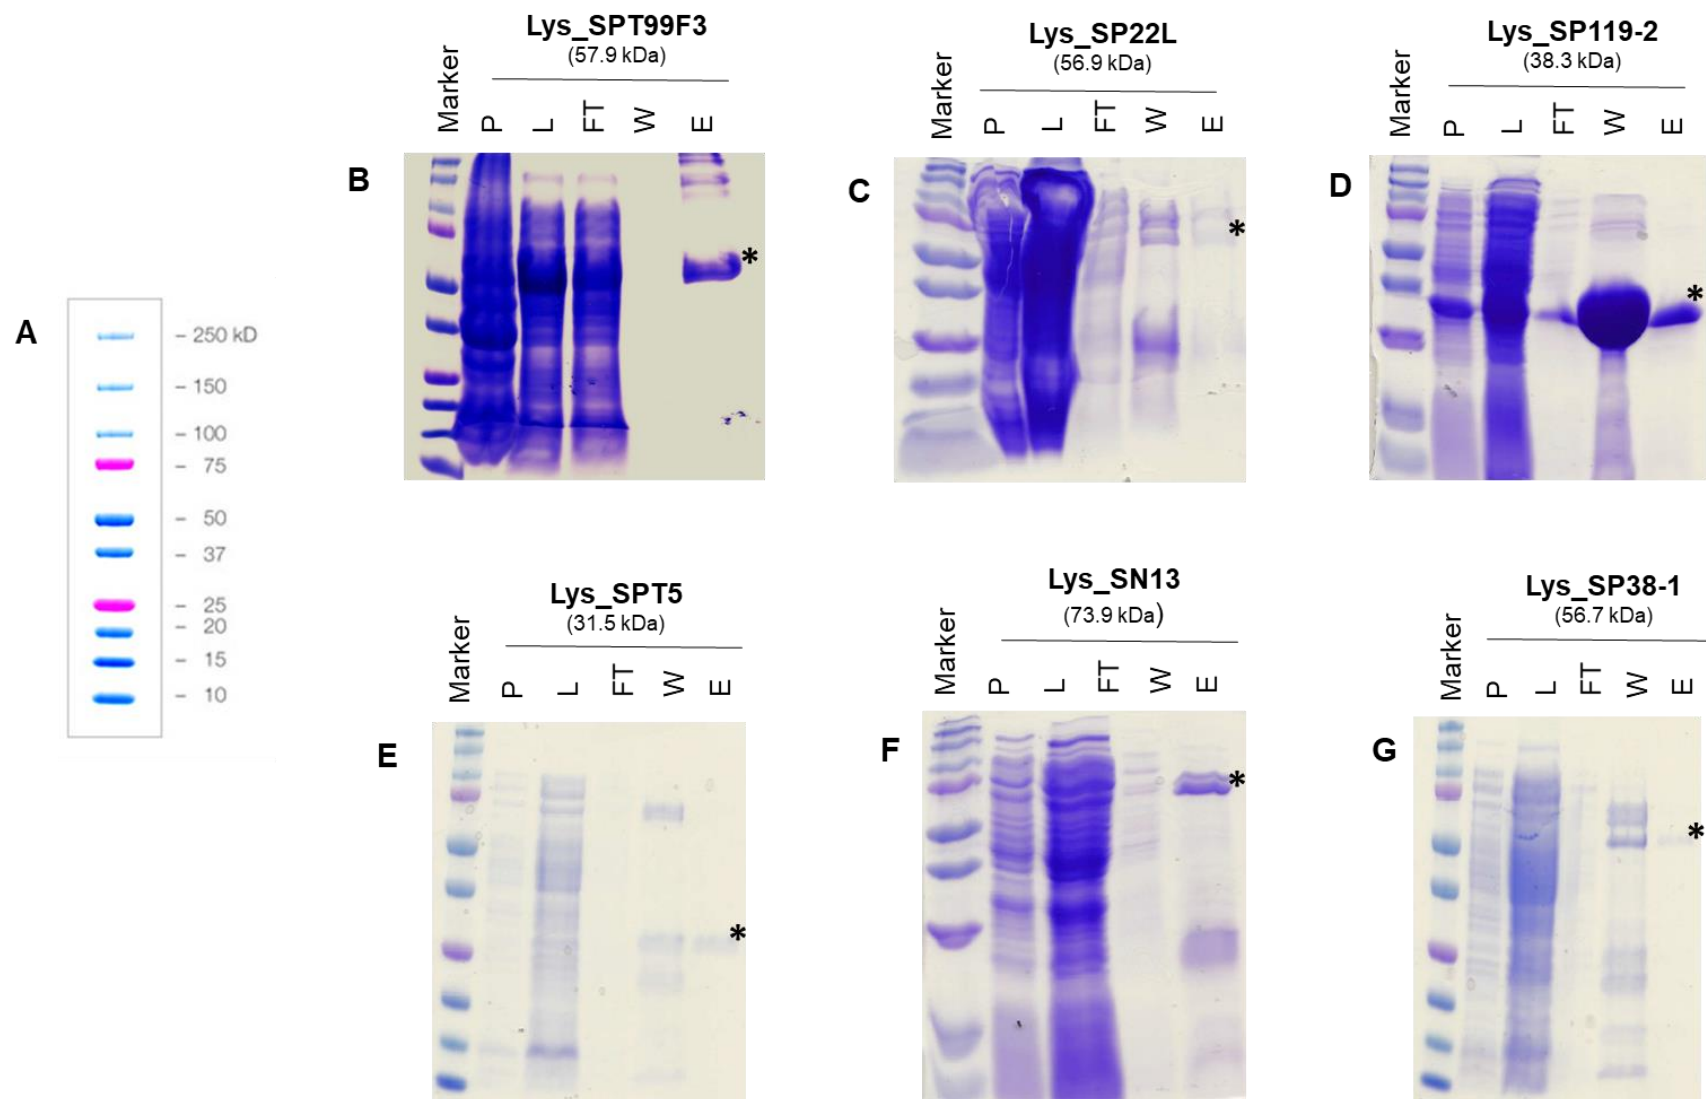 A
– 250 kD
– 150
– 100
– 75
– 50
– 37
– 25
– 20
– 15
– 10
Lys_SPT99F3
(57.9 kDa)
Marker P L FT W E
B
*
Lys_SP22L
(56.9 kDa)
Marker P L FT W E
C
*
Lys_SP119-2
(38.3 kDa)
Marker P L FT W E
D
*
Lys_SPT5
(31.5 kDa)
Marker P L FT W E
E
*
Lys_SN13
(73.9 kDa)
Marker P L FT W E
F
*
Lys_SP38-1
(56.7 kDa)
Marker P L FT W E
G
*